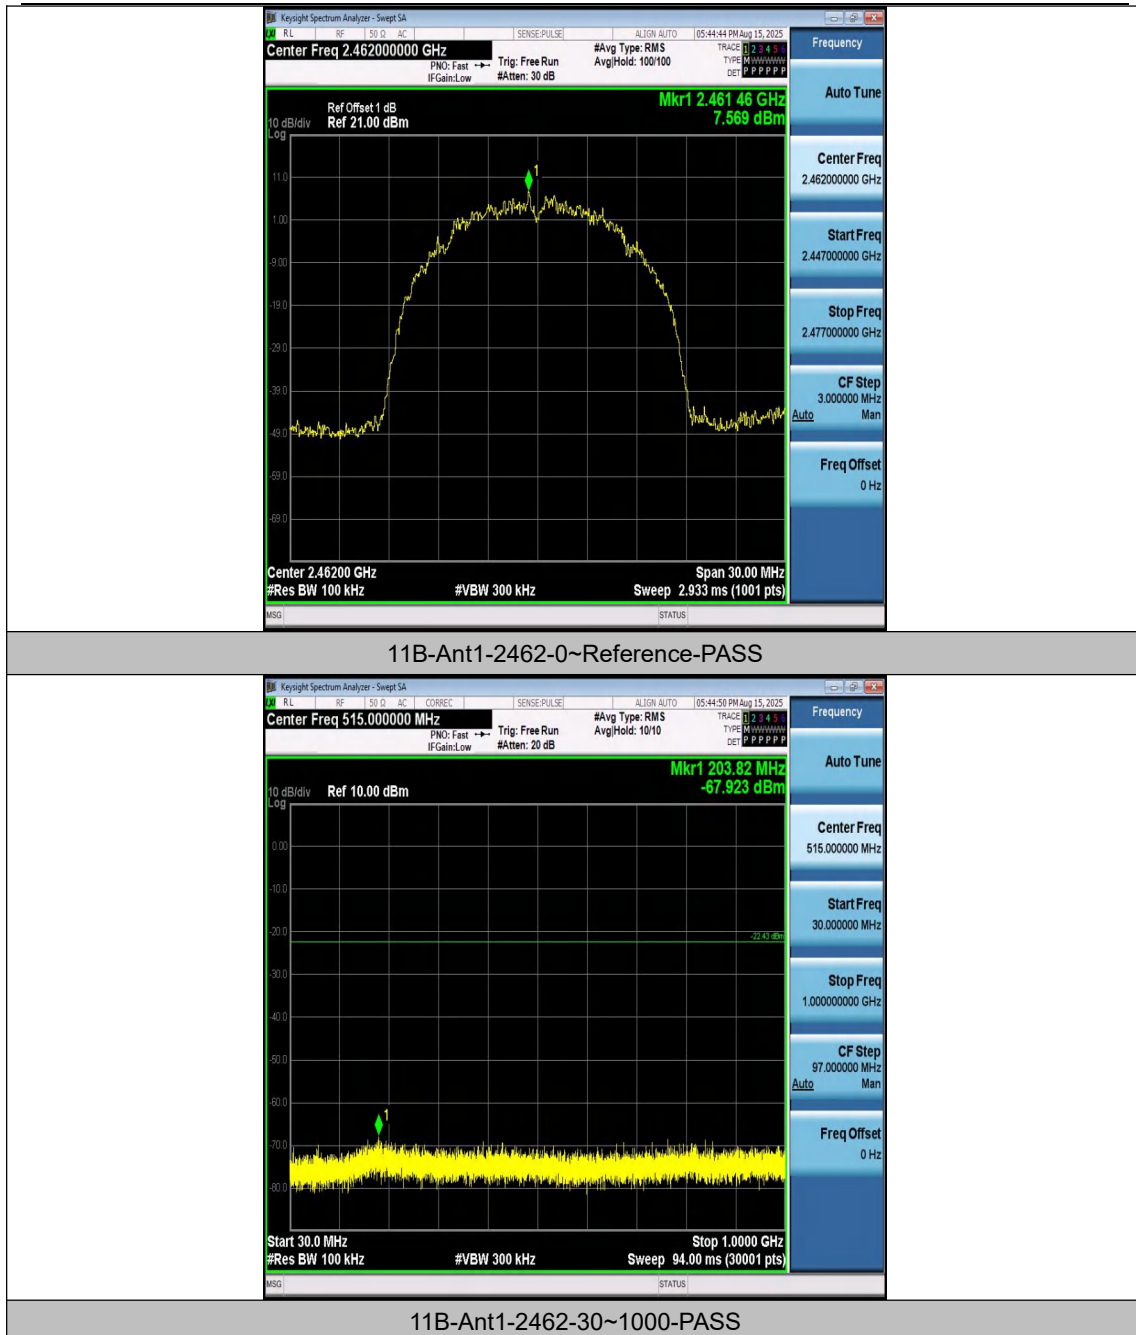 Keysight Spectrum Analyzer - Swept SA
RL RF 50 Ω AC SENSE:PULSE ALIGN AUTO 05:44:44 PM Aug 15, 2025
Center Freq 2.462000000 GHz #Avg Type: RMS TRACE 1 2 3 4 5 6 Frequency
PNO: Fast Trig: Free Run Avg|Hold: 100/100 TYPE M WWWWW
IFGain:Low #Atten: 30 dB DET P P P P P P
Auto Tune
Mkr1 2.461 46 GHz
Ref Offset 1 dB
10 dB/div Ref 21.00 dBm 7.569 dBm
Log
Center Freq
2.462000000 GHz
1
11.0
1.00
Start Freq
2.447000000 GHz
-9.00
-19.0
Stop Freq
2.477000000 GHz
-29.0
CF Step
3.000000 MHz
Auto Man
-39.0
-49.0
Freq Offset
0 Hz
-59.0
-69.0
Center 2.46200 GHz Span 30.00 MHz
#Res BW 100 kHz #VBW 300 kHz Sweep 2.933 ms (1001 pts)
MSG STATUS
11B-Ant1-2462-0~Reference-PASS
Keysight Spectrum Analyzer - Swept SA
RL RF 50 Ω AC CORREC SENSE:PULSE ALIGN AUTO 05:44:50 PM Aug 15, 2025
Center Freq 515.000000 MHz #Avg Type: RMS TRACE 1 2 3 4 5 6 Frequency
PNO: Fast Trig: Free Run Avg|Hold: 10/10 TYPE M WWWWW
IFGain:Low #Atten: 20 dB DET P P P P P P
Auto Tune
Mkr1 203.82 MHz
10 dB/div Ref 10.00 dBm -67.923 dBm
Log
Center Freq
515.000000 MHz
0.00
-10.0
Start Freq
30.000000 MHz
-20.0
-22.43 dBm
-30.0
Stop Freq
1.000000000 GHz
-40.0
CF Step
97.000000 MHz
Auto Man
-50.0
-60.0
1
Freq Offset
0 Hz
-70.0
-80.0
Start 30.0 MHz Stop 1.0000 GHz
#Res BW 100 kHz #VBW 300 kHz Sweep 94.00 ms (30001 pts)
MSG STATUS
11B-Ant1-2462-30~1000-PASS